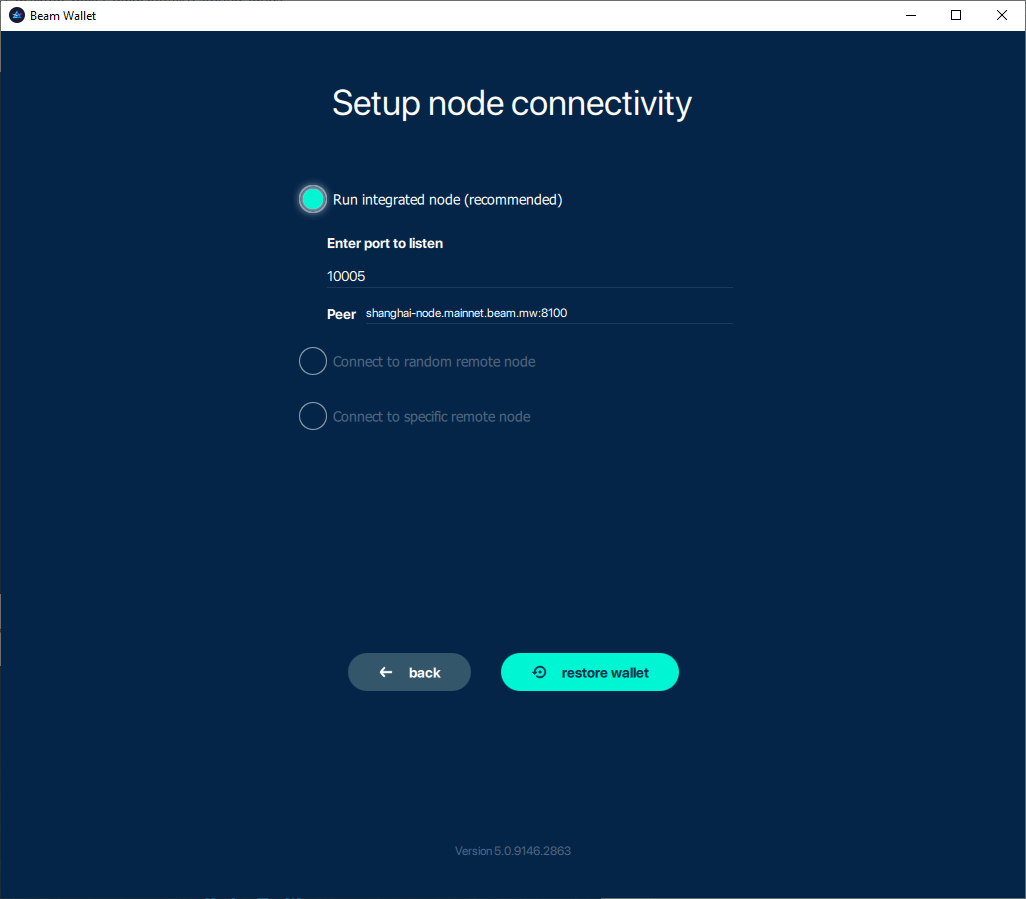 Beam Wallet
Setup node connectivity
Run integrated node (recommended)
Enter port to listen
10005
Peer shanghai-node.mainnet.beam.mw:8100
Connect to random remote node
Connect to specific remote node
back restore wallet
Version 5.0.9146.2863